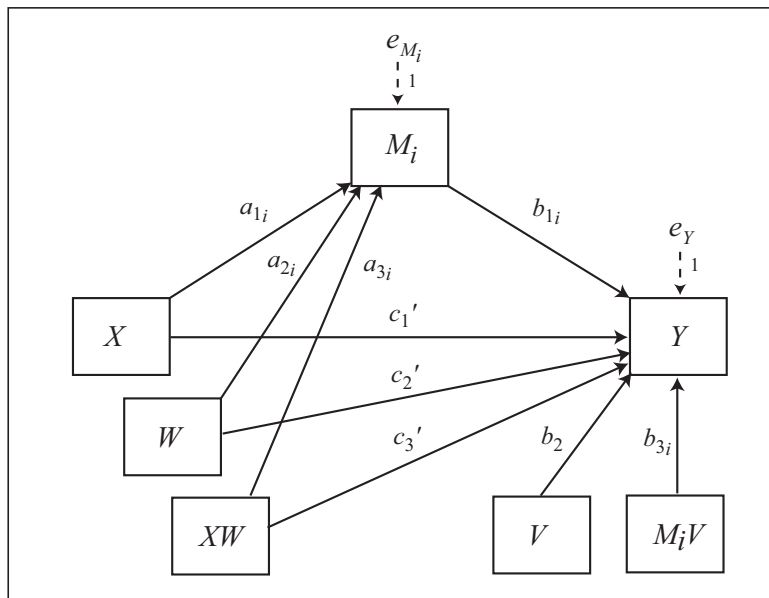 e_{M_i}
1
M_i
a_{1i}
b_{1i}
a_{2i}
a_{3i}
e_Y
1
X
c_1′
Y
W
c_2′
c_3′
b_2
b_{3i}
XW
V
M_iV